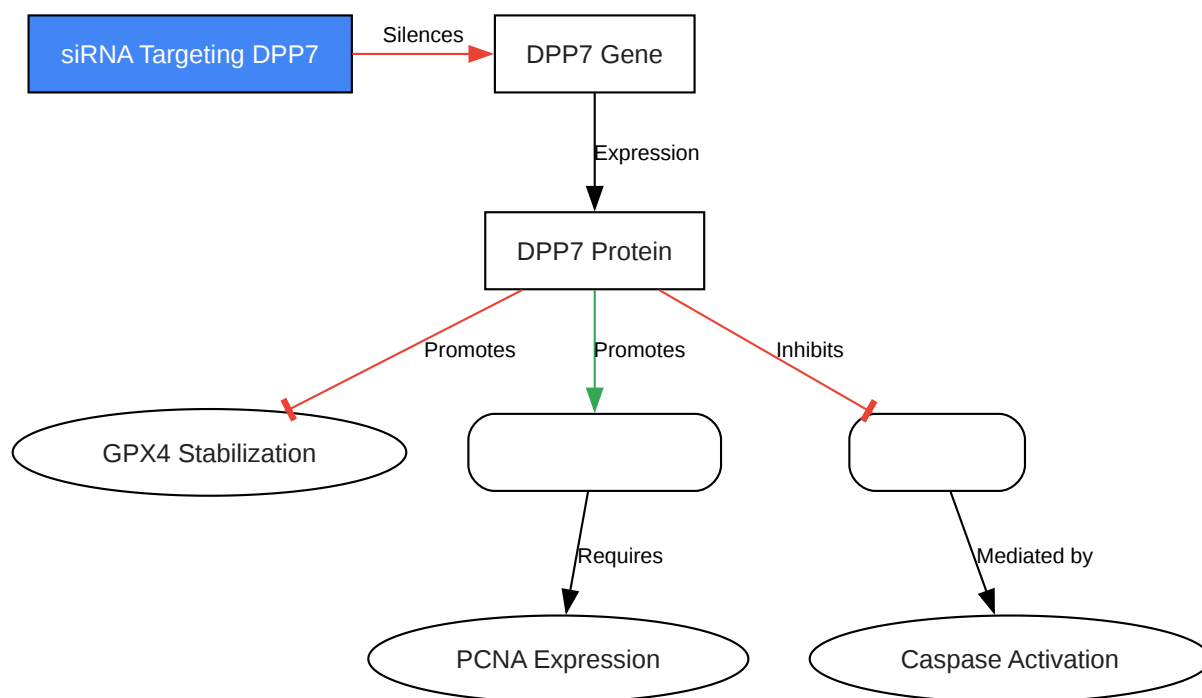 siRNA Targeting DPP7
Silences
DPP7 Gene
Expression
DPP7 Protein
Promotes
Promotes
Inhibits
GPX4 Stabilization
Requires
Mediated by
PCNA Expression
Caspase Activation